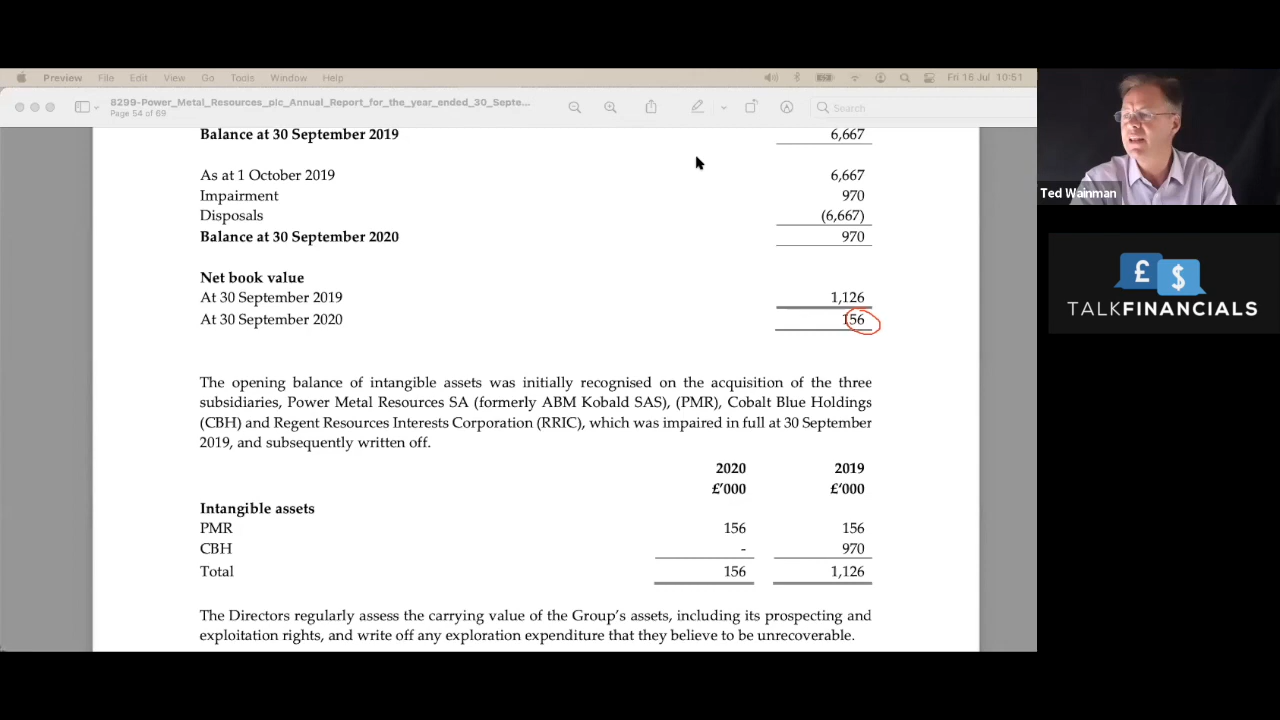 Preview File Edit View Go Tools Window Help Fri 16 Jul 10:51
8299-Power_Metal_Resources_plc_Annual_Report_for_the_year_ended_30_Septe...
Page 54 of 69
Search
Balance at 30 September 2019 6,667
As at 1 October 2019 6,667
Impairment 970
Disposals (6,667)
Balance at 30 September 2020 970
Net book value
At 30 September 2019 1,126
At 30 September 2020 156
The opening balance of intangible assets was initially recognised on the acquisition of the three
subsidiaries, Power Metal Resources SA (formerly ABM Kobald SAS), (PMR), Cobalt Blue Holdings
(CBH) and Regent Resources Interests Corporation (RRIC), which was impaired in full at 30 September
2019, and subsequently written off.
2020 2019
£'000 £'000
Intangible assets
PMR 156 156
CBH - 970
Total 156 1,126
The Directors regularly assess the carrying value of the Group's assets, including its prospecting and
exploitation rights, and write off any exploration expenditure that they believe to be unrecoverable.
Ted Wainman
£ $
TALKFINANCIALS